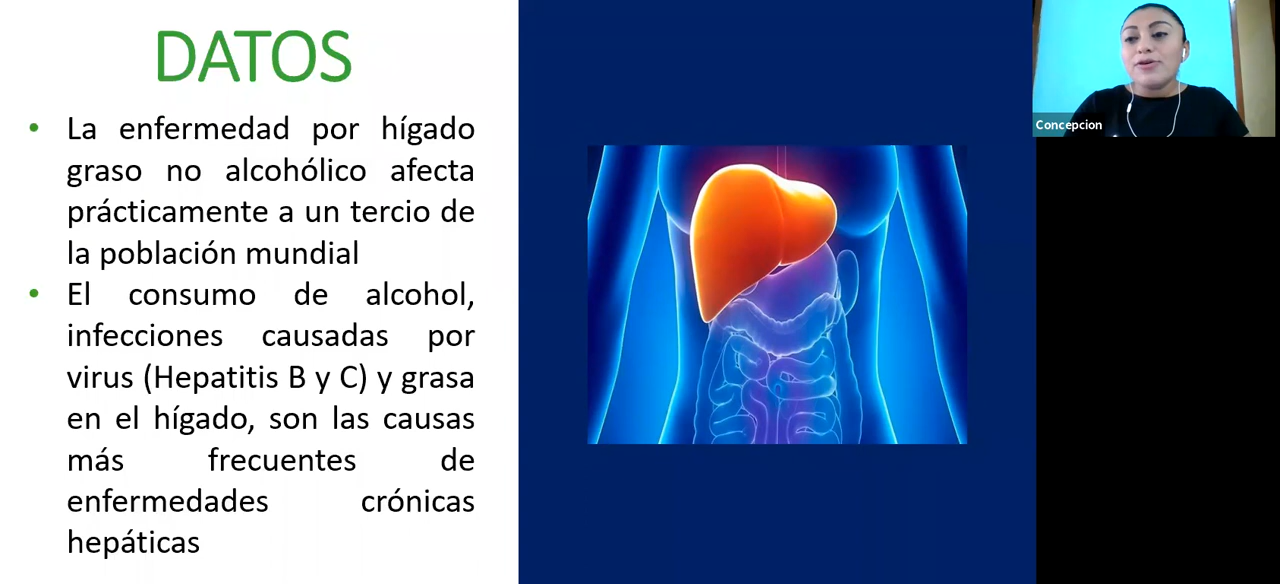 DATOS
• La enfermedad por hígado
graso no alcohólico afecta
prácticamente a un tercio de
la población mundial
• El consumo de alcohol,
infecciones causadas por
virus (Hepatitis B y C) y grasa
en el hígado, son las causas
más frecuentes de
enfermedades crónicas
hepáticas
Concepcion